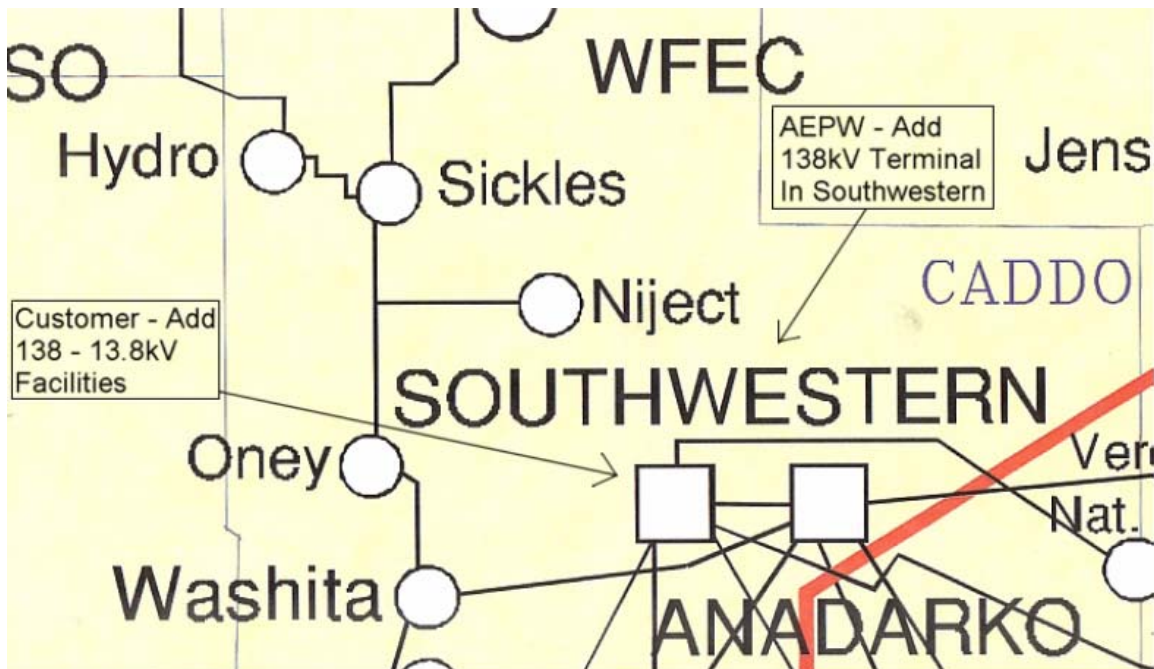 SO
WFEC
AEPW - Add
138kV Terminal
In Southwestern
Jens
Hydro
Sickles
CADDO
Niject
Customer - Add
138 - 13.8kV
Facilities
SOUTHWESTERN
Oney
Ver
Nat.
Washita
ANADARKO